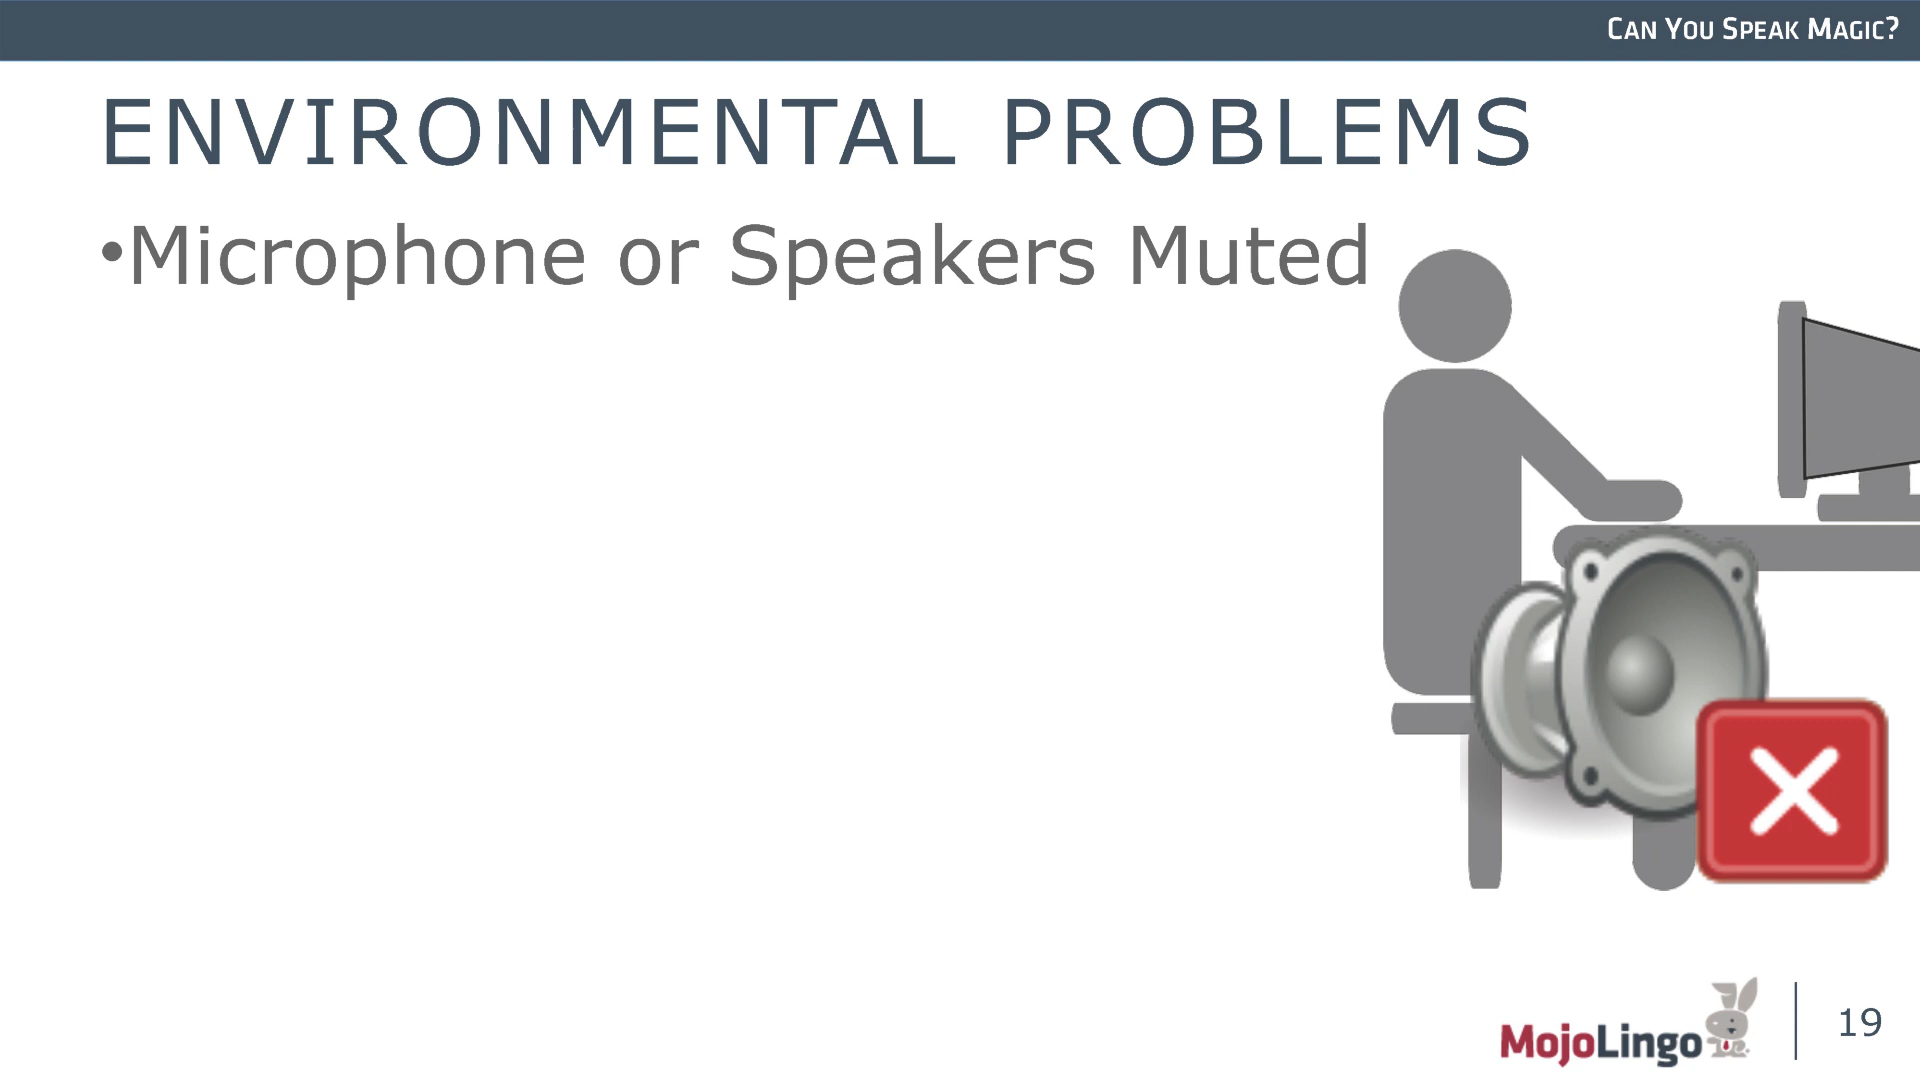 CAN YOU SPEAK MAGIC?
ENVIRONMENTAL PROBLEMS
•Microphone or Speakers Muted
MojoLingo
19